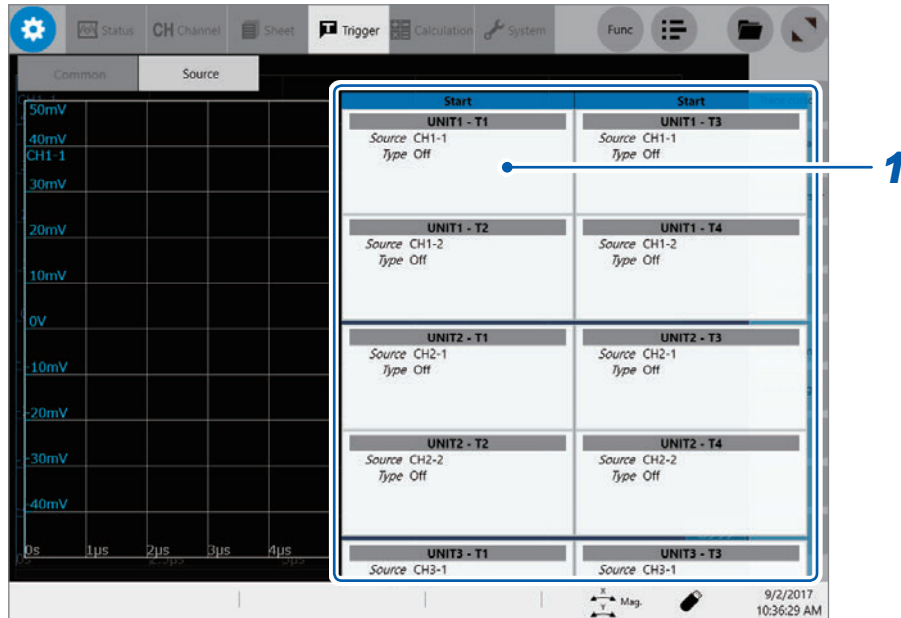 Status CH Channel Sheet Trigger Calculation System Func
Common Source
Start Start
UNIT1 - T1 UNIT1 - T3
Source CH1-1 Source CH1-1
Type Off Type Off
UNIT1 - T2 UNIT1 - T4
Source CH1-2 Source CH1-2
Type Off Type Off
UNIT2 - T1 UNIT2 - T3
Source CH2-1 Source CH2-1
Type Off Type Off
UNIT2 - T2 UNIT2 - T4
Source CH2-2 Source CH2-2
Type Off Type Off
UNIT3 - T1 UNIT3 - T3
Source CH3-1 Source CH3-1
1
50mV
40mV
CH1-1
30mV
20mV
10mV
0V
-10mV
-20mV
-30mV
-40mV
0s 1µs 2µs 3µs 4µs
X
Y
Mag.
9/2/2017
10:36:29 AM